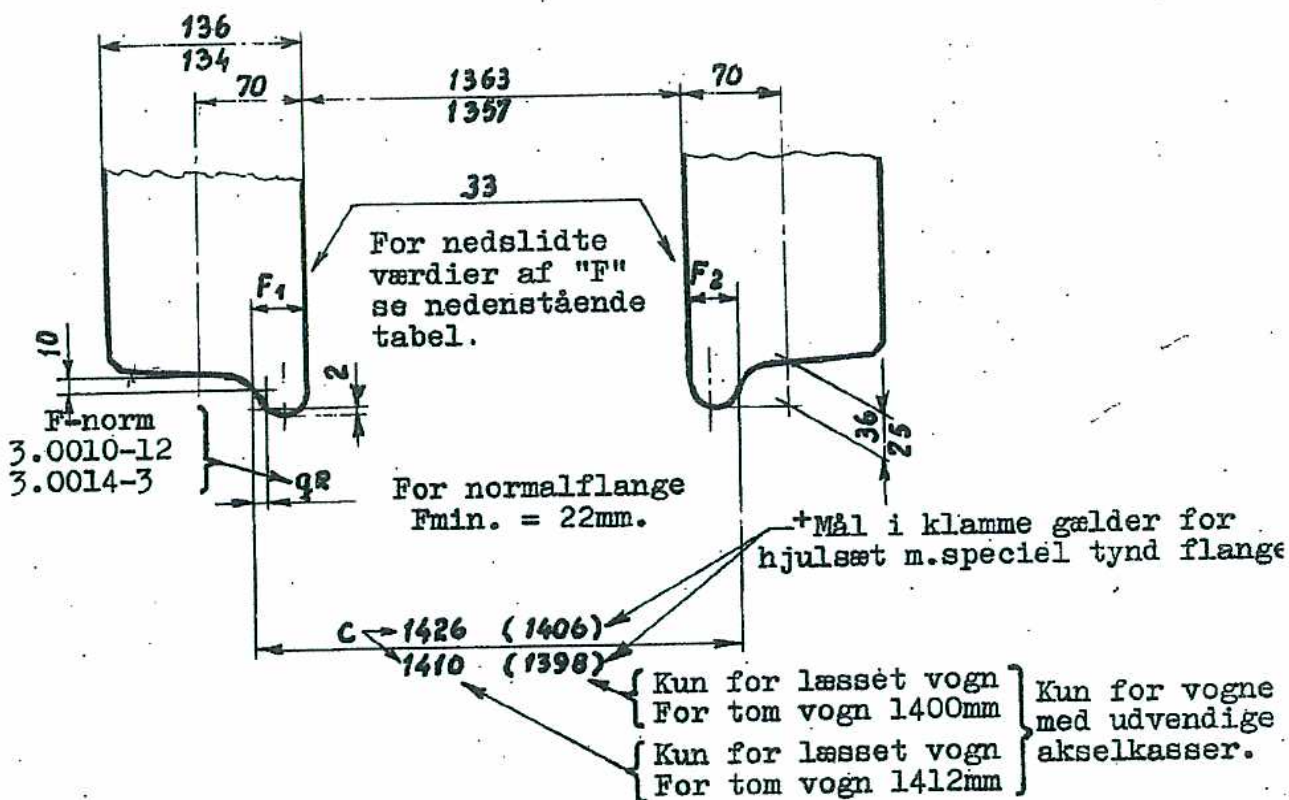 136
134
70
1363
1357
70
33
For nedslidte
værdier af "F"
se nedenstående
tabel.
F1
F2
10
2
36
25
F-norm
3.0010-12
3.0014-3
qR
For normalflange
Fmin. = 22mm.
+Mål i klamme gælder for
hjulsæt m.speciel tynd flange
C 1426 (1406)
1410 (1398)
Kun for læsset vogn
For tom vogn 1400mm
Kun for læsset vogn
For tom vogn 1412mm
Kun for vogne
med udvendige
akselkasser.